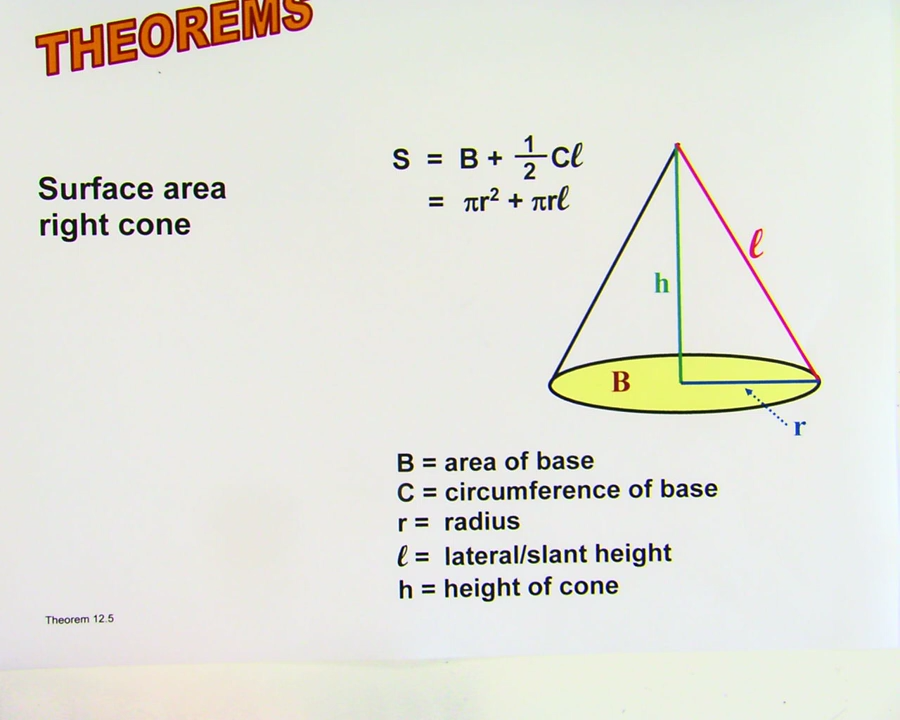 THEOREMS
Surface area
right cone
S = B + 1/2 Cℓ
= πr² + πrℓ
ℓ
h
B
r
B = area of base
C = circumference of base
r = radius
ℓ = lateral/slant height
h = height of cone
Theorem 12.5